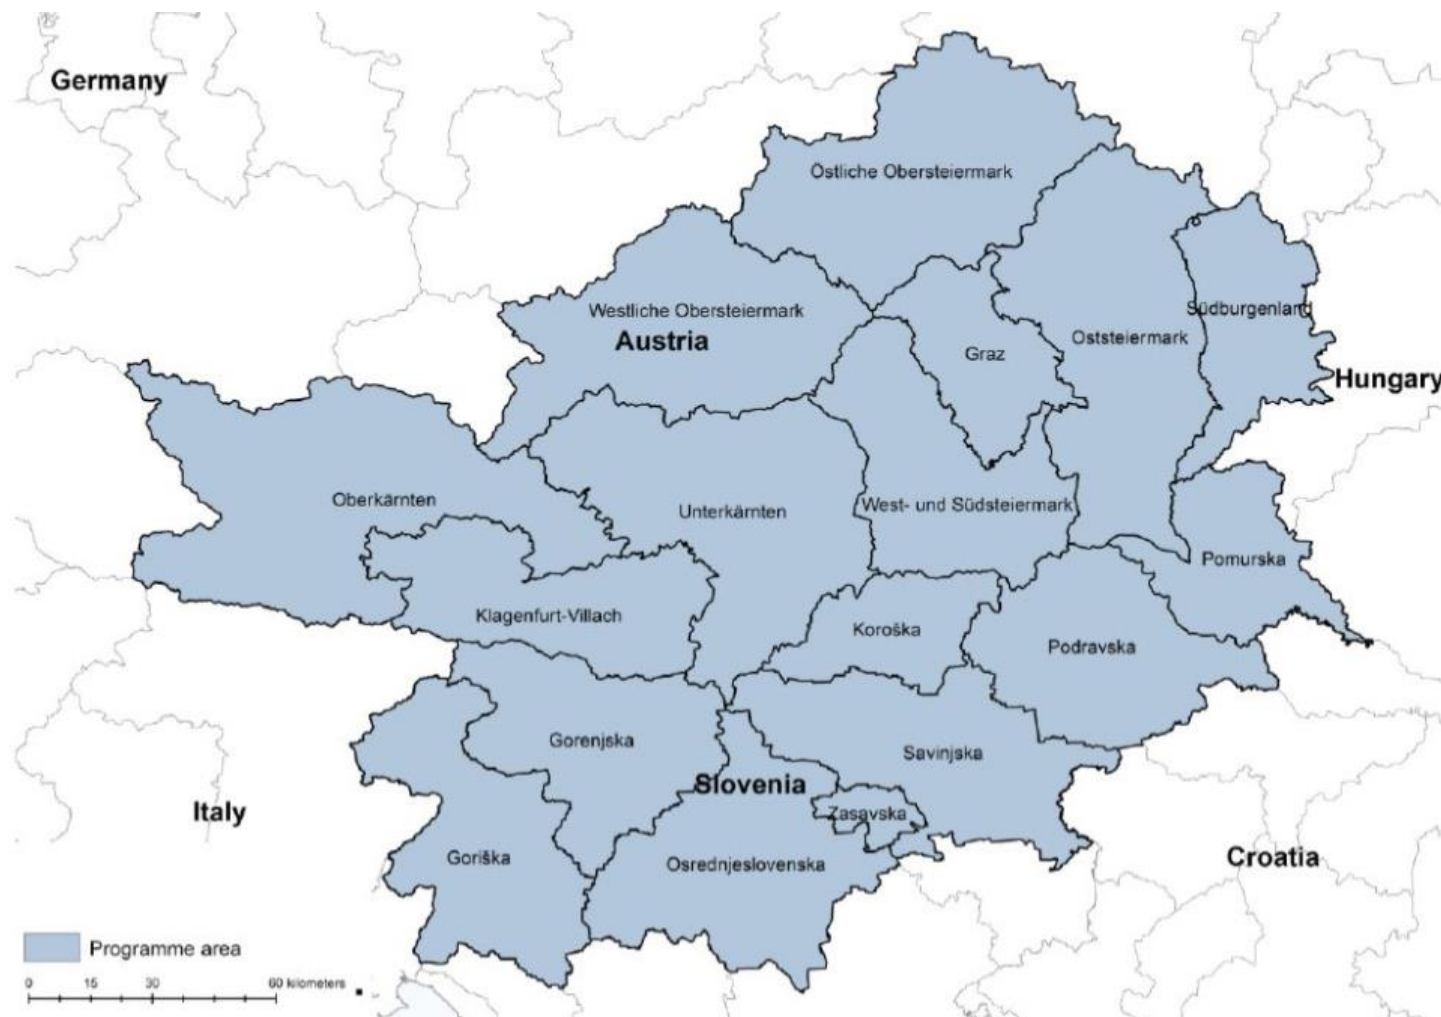 Germany
Östliche Obersteiermark
Westliche Obersteiermark
Südburgenland
Austria
Oststeiermark
Graz
Hungary
Oberkärnten
Unterkärnten
West- und Südsteiermark
Pomurska
Klagenfurt-Villach
Koroška
Podravska
Gorenjska
Savinjska
Slovenia
Italy
Zasavska
Goriška
Osrednjeslovenska
Croatia
Programme area
0 15 30 60 kilometers